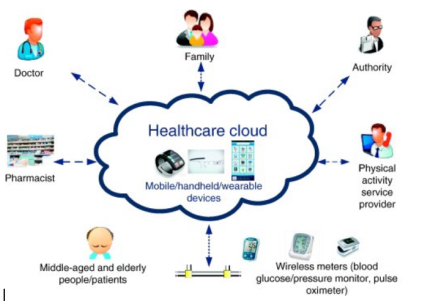 Doctor
Family
Authority
Healthcare cloud
Mobile/handheld/wearable
devices
Pharmacist
Physical
activity
service
provider
Middle-aged and elderly
people/patients
Wireless meters (blood
glucose/pressure monitor, pulse
oximeter)